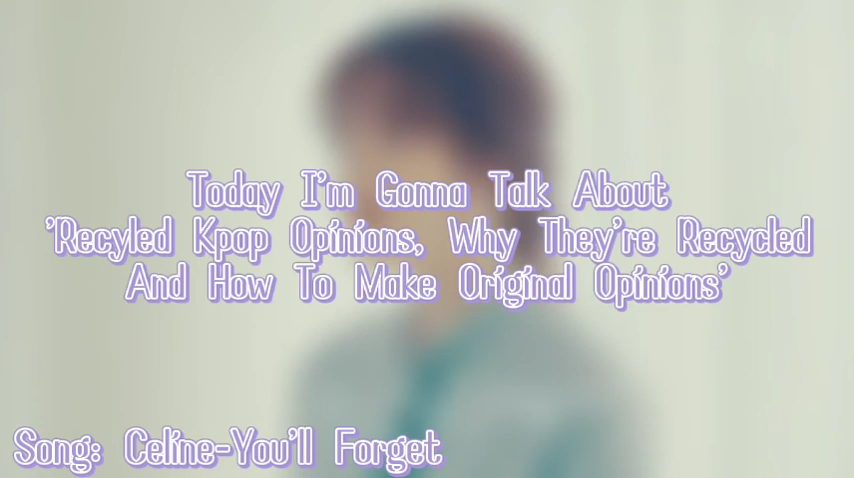 Today I'm Gonna Talk About
'Recyled Kpop Opinions, Why They're Recycled
And How To Make Original Opinions'
Song: Celine-You'll Forget